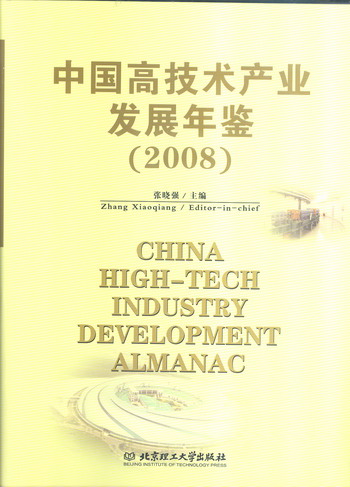 中国高技术产业
发展年鉴
(2008)
张晓强 / 主编
Zhang Xiaoqiang / Editor-in-chief
CHINA
HIGH-TECH
INDUSTRY
DEVELOPMENT
ALMANAC
北京理工大学出版社
BEIJING INSTITUTE OF TECHNOLOGY PRESS